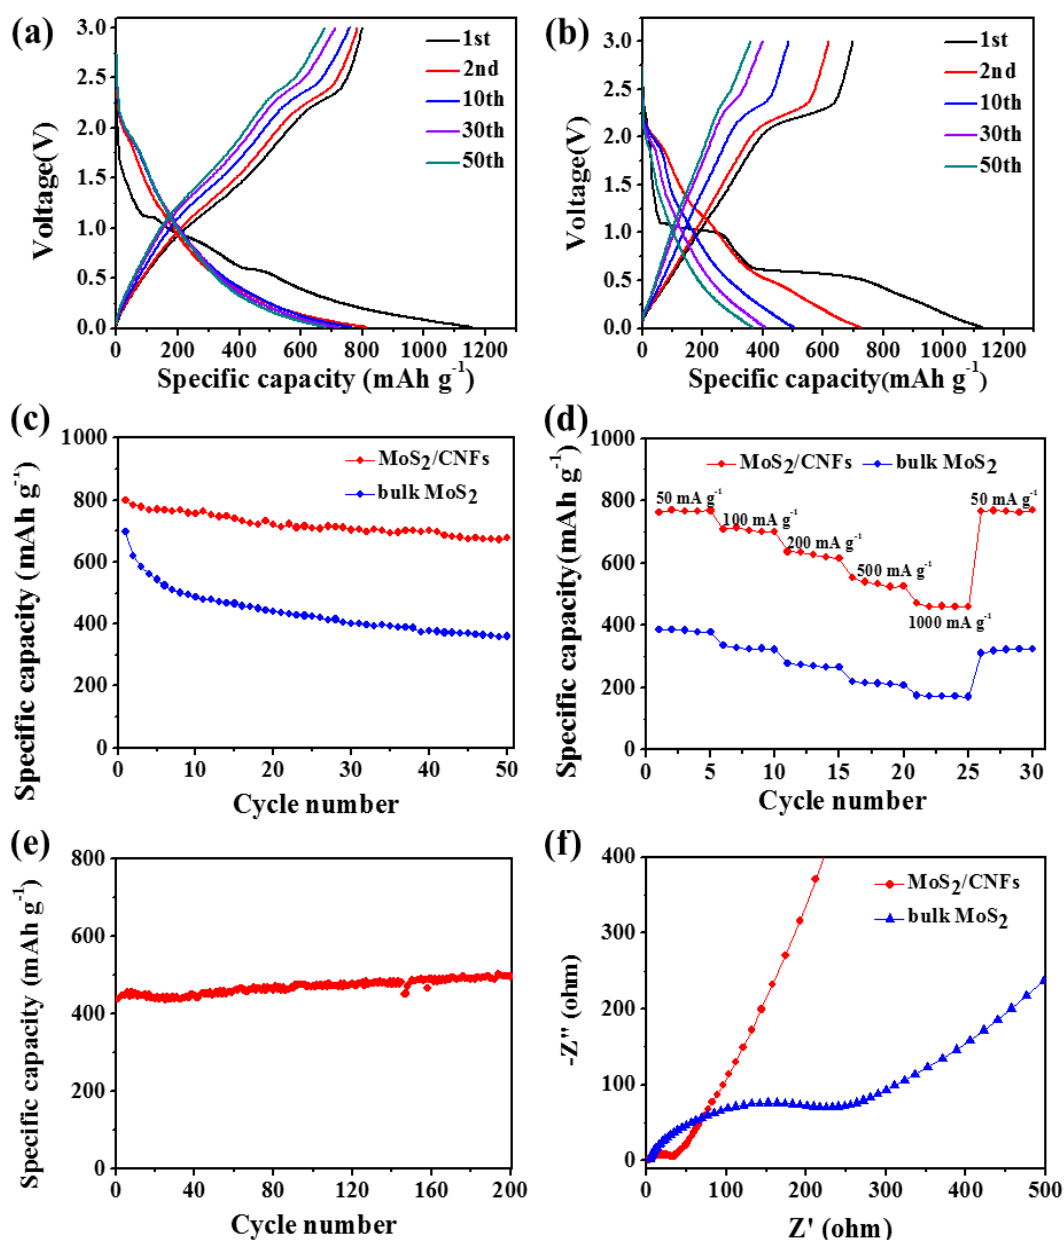 (a)
3.0
2.5
2.0
1.5
1.0
0.5
0.0
Voltage(V)
1st
2nd
10th
30th
50th
0 200 400 600 800 1000 1200
Specific capacity (mAh g⁻¹)
(b)
3.0
2.5
2.0
1.5
1.0
0.5
0.0
Voltage(V)
1st
2nd
10th
30th
50th
0 200 400 600 800 1000 1200
Specific capacity(mAh g⁻¹)
(c)
1000
800
600
400
200
0
Specific capacity (mAh g⁻¹)
MoS₂/CNFs
bulk MoS₂
0 10 20 30 40 50
Cycle number
(d)
1000
800
600
400
200
0
Specific capacity(mAh g⁻¹)
MoS₂/CNFs
bulk MoS₂
50 mA g⁻¹
100 mA g⁻¹
200 mA g⁻¹
500 mA g⁻¹
1000 mA g⁻¹
50 mA g⁻¹
0 5 10 15 20 25 30
Cycle number
(e)
800
600
400
200
0
Specific capacity (mAh g⁻¹)
0 40 80 120 160 200
Cycle number
(f)
400
300
200
100
0
-Z'' (ohm)
MoS₂/CNFs
bulk MoS₂
0 100 200 300 400 500
Z' (ohm)